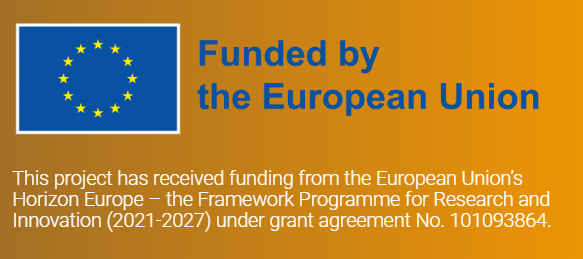 Funded by
the European Union
This project has received funding from the European Union's
Horizon Europe – the Framework Programme for Research and
Innovation (2021-2027) under grant agreement No. 101093864.